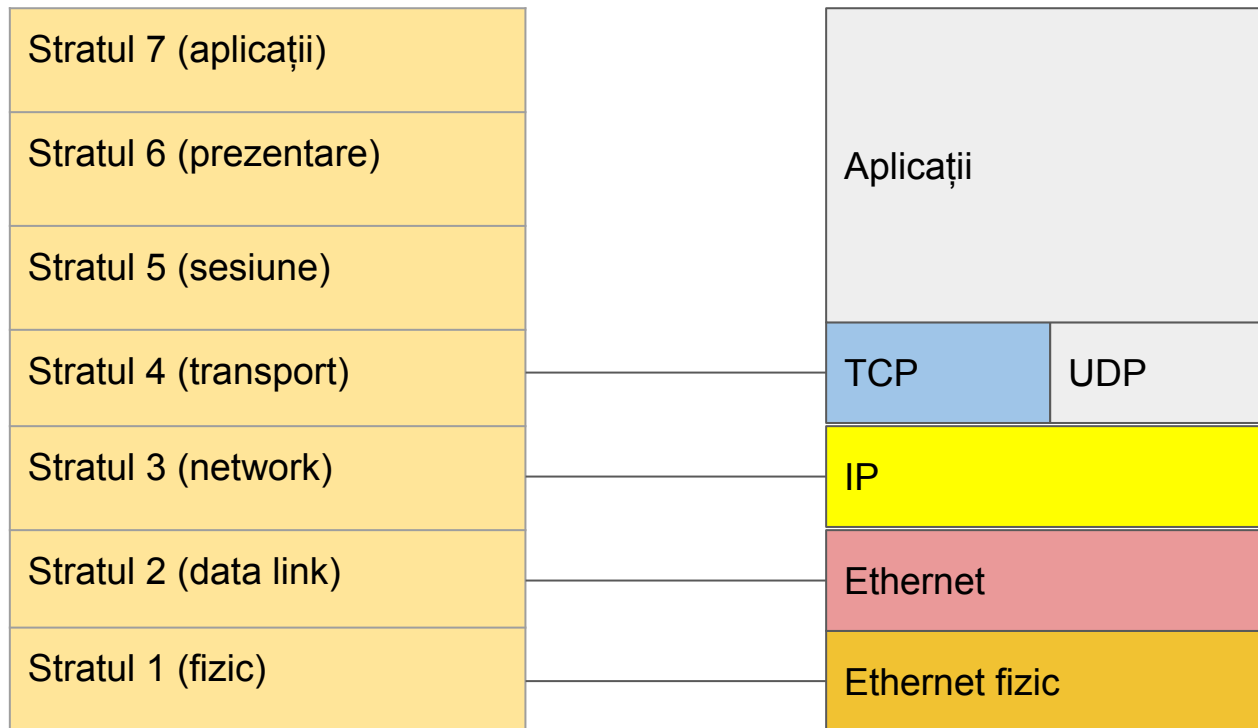 Stratul 7 (aplicații)
Stratul 6 (prezentare)
Stratul 5 (sesiune)
Stratul 4 (transport)
Stratul 3 (network)
Stratul 2 (data link)
Stratul 1 (fizic)
Aplicații
TCP
UDP
IP
Ethernet
Ethernet fizic